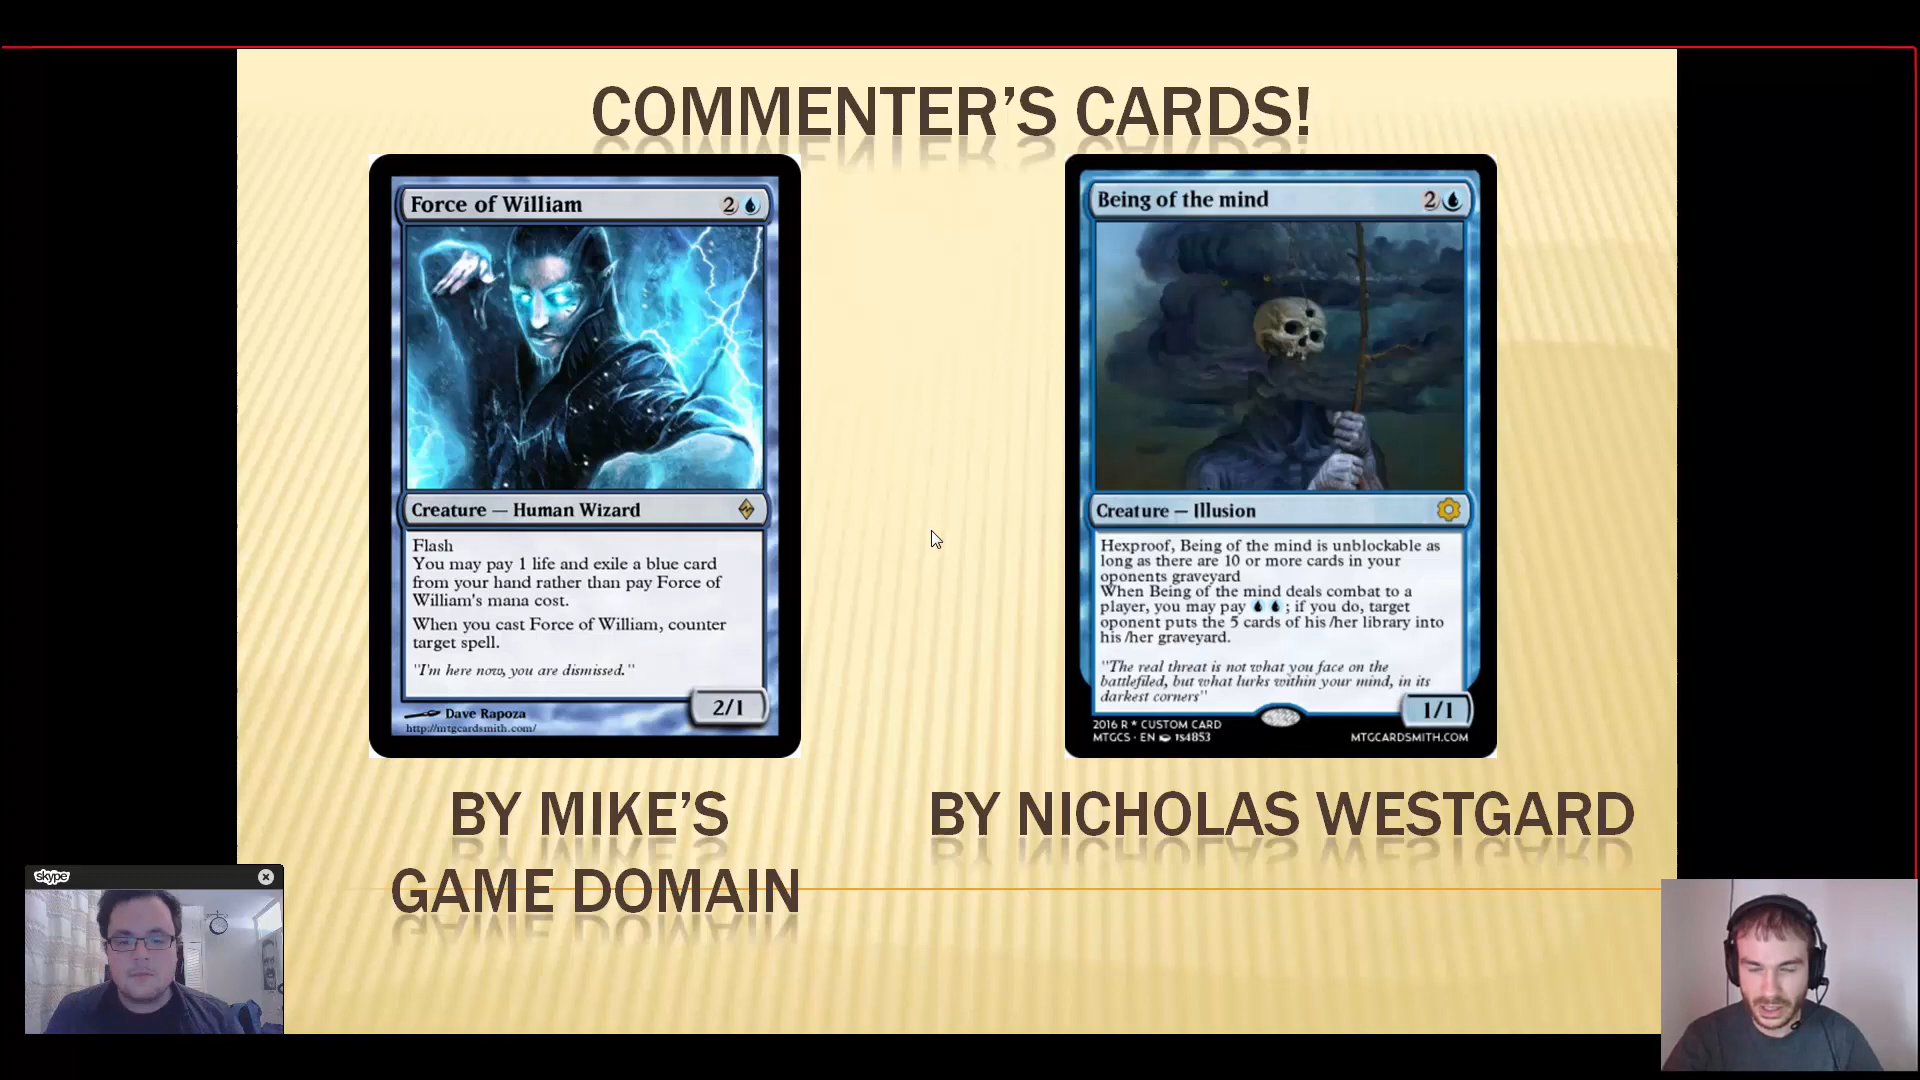 COMMENTER'S CARDS!
Force of William 2
Creature — Human Wizard
Flash
You may pay 1 life and exile a blue card
from your hand rather than pay Force of
William's mana cost.
When you cast Force of William, counter
target spell.
"I'm here now, you are dismissed."
2/1
Dave Rapoza
http://mtgcardsmith.com/
Being of the mind 2
Creature — Illusion
Hexproof, Being of the mind is unblockable as
long as there are 10 or more cards in your
oponents graveyard
When Being of the mind deals combat to a
player, you may pay ; if you do, target
oponent puts the 5 cards of his /her library into
his /her graveyard.
"The real threat is not what you face on the
battlefiled, but what lurks within your mind, in its
darkest corners"
1/1
2016 R * CUSTOM CARD
MTGCS · EN
MTGCARDSMITH.COM
BY MIKE'S
GAME DOMAIN
BY NICHOLAS WESTGARD
skype